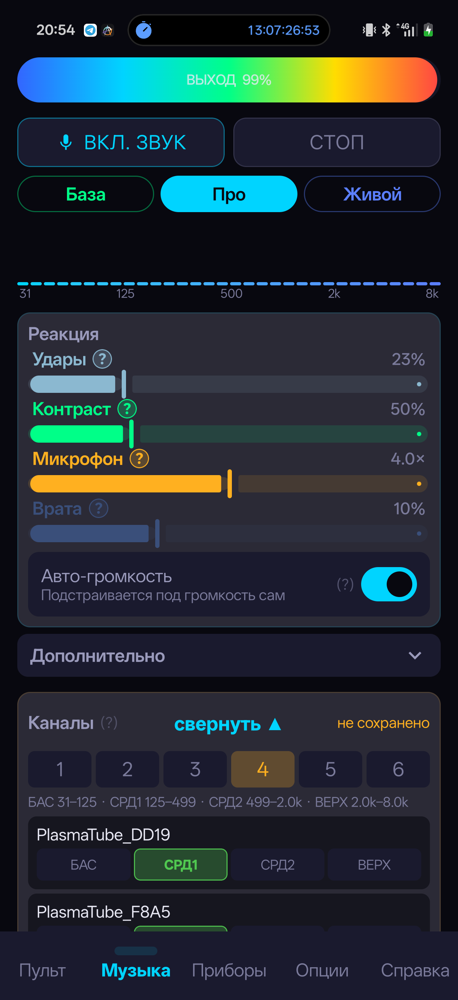 20:54
13:07:26:53
4G
ВЫХОД 99%
ВКЛ. ЗВУК
СТОП
База
Про
Живой
31 125 500 2k 8k
Реакция
Удары ? 23%
Контраст ? 50%
Микрофон ? 4.0×
Врата ? 10%
Авто-громкость
Подстраивается под громкость сам
(?)
Дополнительно
Каналы (?) свернуть ▲ не сохранено
1 2 3 4 5 6
БАС 31–125 · СРД1 125–499 · СРД2 499–2.0k · ВЕРХ 2.0k–8.0k
PlasmaTube_DD19
БАС СРД1 СРД2 ВЕРХ
PlasmaTube_F8A5
Пульт Музыка Приборы Опции Справка